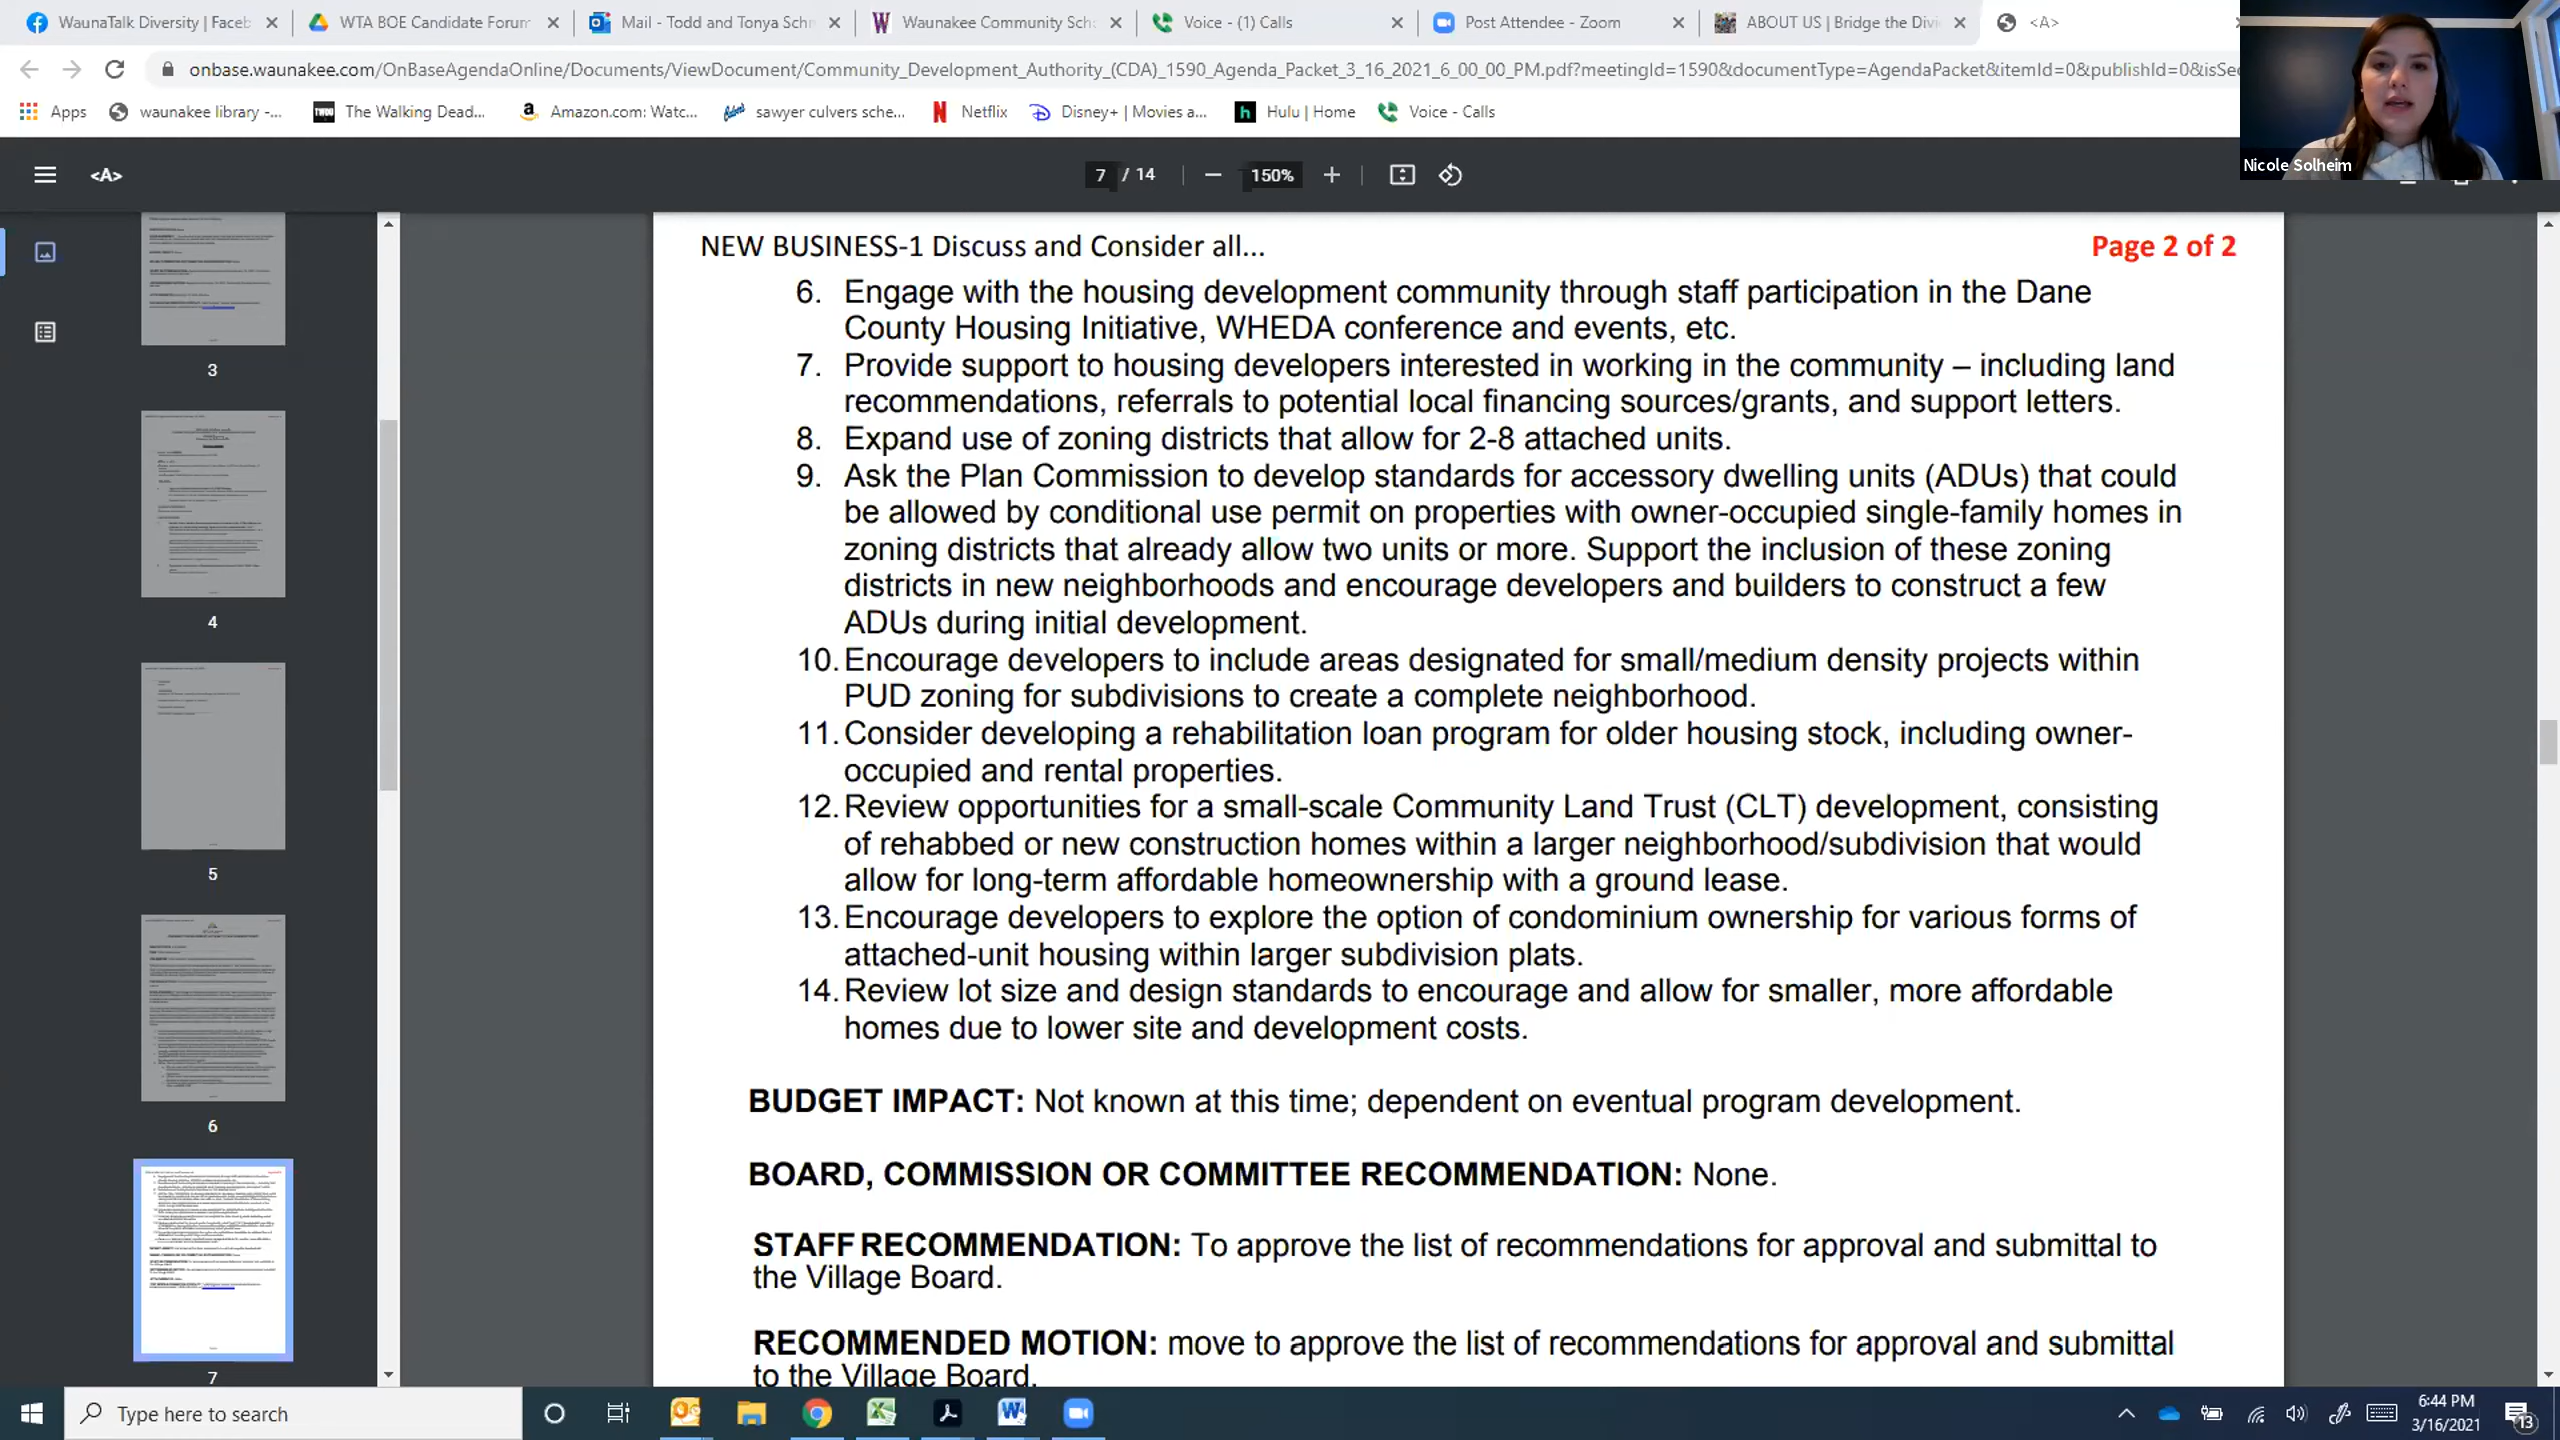 WaunaTalk Diversity | Faceb
WTA BOE Candidate Forum
Mail - Todd and Tonya Sch
Waunakee Community Sch
Voice - (1) Calls
Post Attendee - Zoom
ABOUT US | Bridge the Divi
<A>
onbase.waunakee.com/OnBaseAgendaOnline/Documents/ViewDocument/Community_Development_Authority_(CDA)_1590_Agenda_Packet_3_16_2021_6_00_00_PM.pdf?meetingId=1590&documentType=AgendaPacket&itemId=0&publishId=0&isSec
Apps
waunakee library -...
The Walking Dead...
Amazon.com: Watc...
sawyer culvers sche...
Netflix
Disney+ | Movies a...
Hulu | Home
Voice - Calls
Nicole Solheim
<A>
7 / 14
150%
3
4
5
6
7
NEW BUSINESS-1 Discuss and Consider all...
Page 2 of 2
6. Engage with the housing development community through staff participation in the Dane
County Housing Initiative, WHEDA conference and events, etc.
7. Provide support to housing developers interested in working in the community – including land
recommendations, referrals to potential local financing sources/grants, and support letters.
8. Expand use of zoning districts that allow for 2-8 attached units.
9. Ask the Plan Commission to develop standards for accessory dwelling units (ADUs) that could
be allowed by conditional use permit on properties with owner-occupied single-family homes in
zoning districts that already allow two units or more. Support the inclusion of these zoning
districts in new neighborhoods and encourage developers and builders to construct a few
ADUs during initial development.
10. Encourage developers to include areas designated for small/medium density projects within
PUD zoning for subdivisions to create a complete neighborhood.
11. Consider developing a rehabilitation loan program for older housing stock, including owner-
occupied and rental properties.
12. Review opportunities for a small-scale Community Land Trust (CLT) development, consisting
of rehabbed or new construction homes within a larger neighborhood/subdivision that would
allow for long-term affordable homeownership with a ground lease.
13. Encourage developers to explore the option of condominium ownership for various forms of
attached-unit housing within larger subdivision plats.
14. Review lot size and design standards to encourage and allow for smaller, more affordable
homes due to lower site and development costs.
BUDGET IMPACT: Not known at this time; dependent on eventual program development.
BOARD, COMMISSION OR COMMITTEE RECOMMENDATION: None.
STAFF RECOMMENDATION: To approve the list of recommendations for approval and submittal to
the Village Board.
RECOMMENDED MOTION: move to approve the list of recommendations for approval and submittal
to the Village Board.
Type here to search
6:44 PM
3/16/2021
13